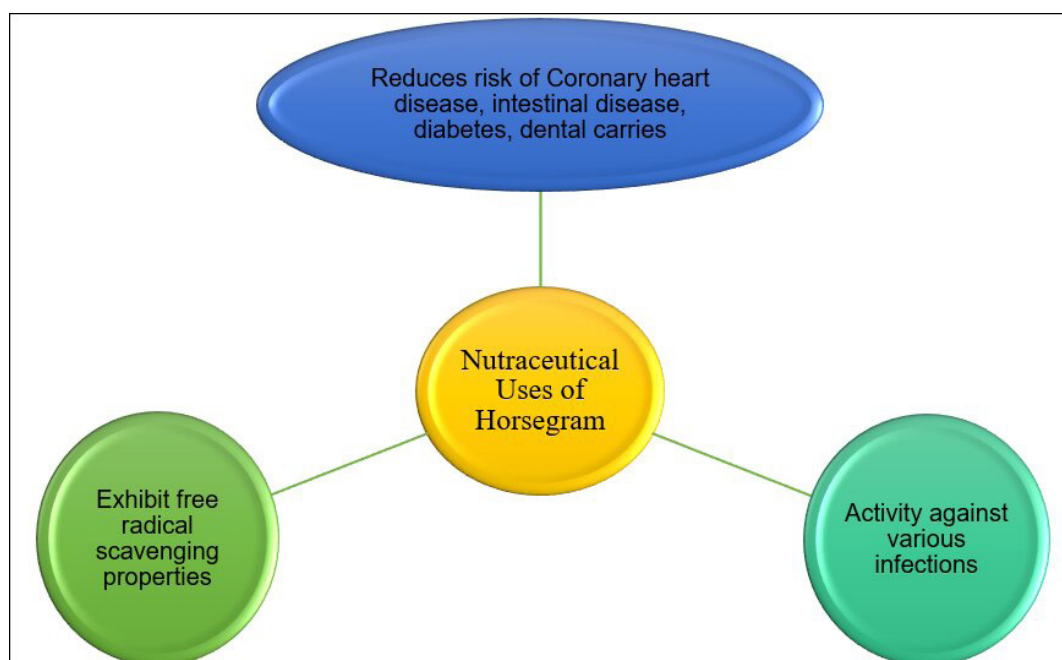 Reduces risk of Coronary heart
disease, intestinal disease,
diabetes, dental carries
Nutraceutical
Uses of
Horsegram
Exhibit free
radical
scavenging
properties
Activity against
various
infections